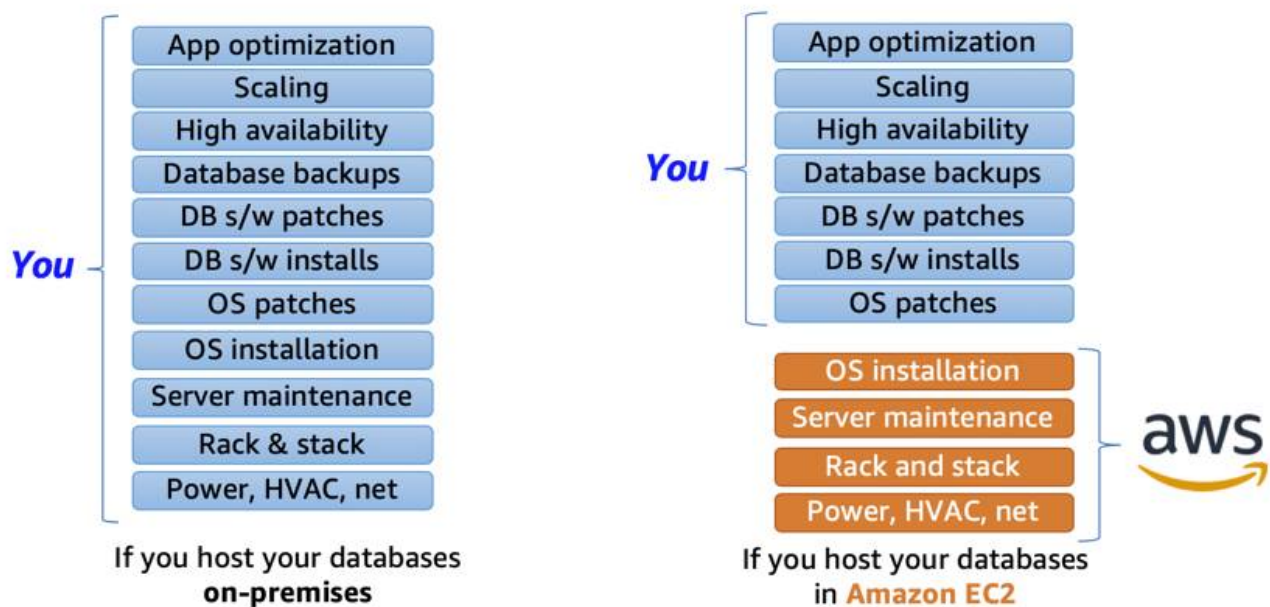 App optimization
Scaling
High availability
Database backups
DB s/w patches
You
DB s/w installs
OS patches
OS installation
Server maintenance
Rack & stack
Power, HVAC, net
If you host your databases
on-premises
App optimization
Scaling
High availability
You
Database backups
DB s/w patches
DB s/w installs
OS patches
OS installation
Server maintenance
aws
Rack and stack
Power, HVAC, net
If you host your databases
in Amazon EC2